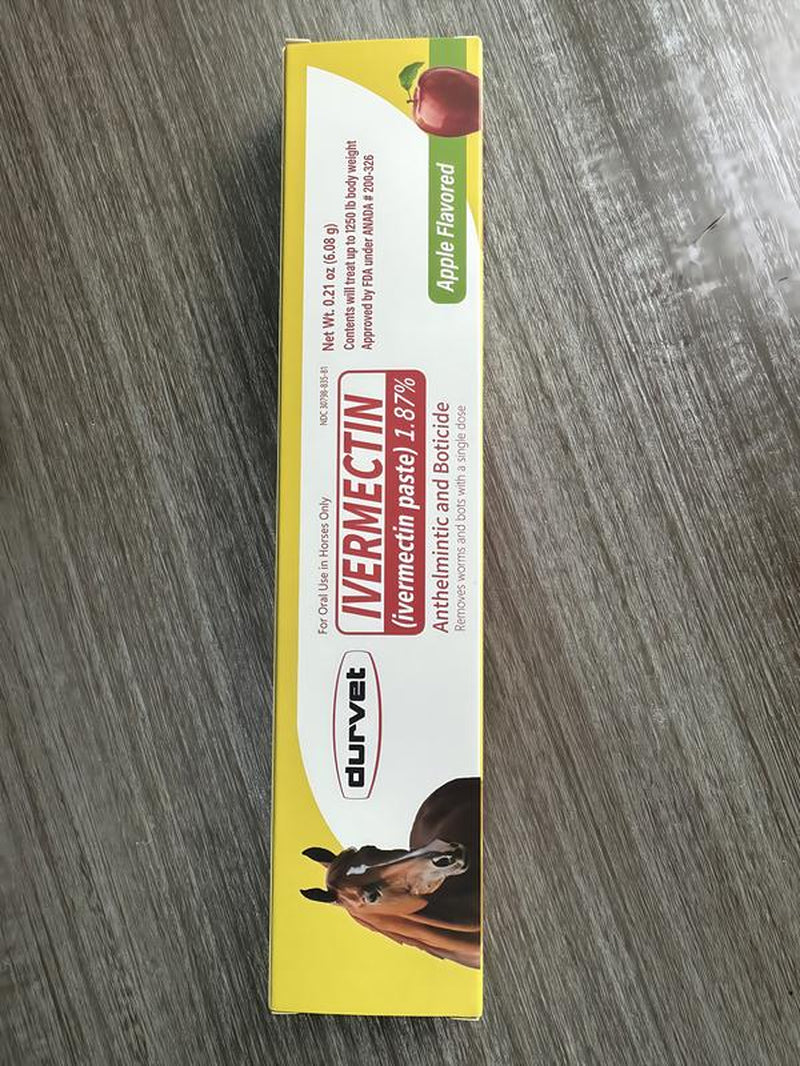 durvet
For Oral Use in Horses Only
NDC 30798-835-81
IVERMECTIN
(ivermectin paste) 1.87%
Anthelmintic and Boticide
Removes worms and bots with a single dose
Net Wt. 0.21 oz (6.08 g)
Contents will treat up to 1250 lb body weight
Approved by FDA under ANADA # 200-326
Apple Flavored